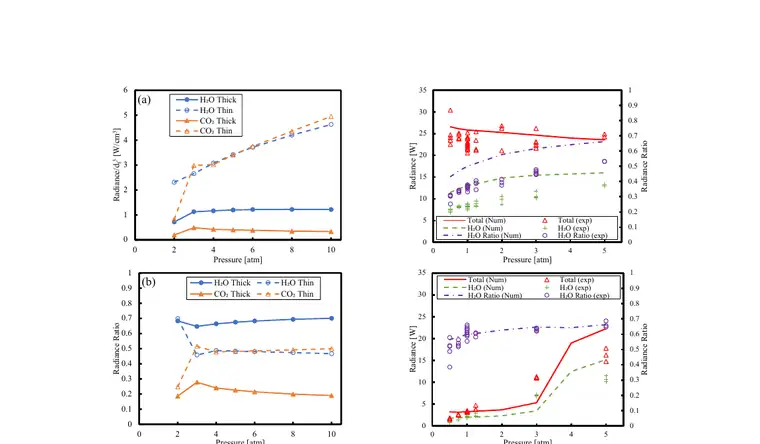 (a)
H₂O Thick
H₂O Thin
CO₂ Thick
CO₂ Thin
6
5
4
3
2
1
0
0 2 4 6 8 10
Pressure [atm]
35
30
25
20
15
10
5
0
Radiance [W]
1
0.9
0.8
0.7
0.6
0.5
0.4
0.3
0.2
0.1
0
Radiance Ratio
Total (Num) Total (exp)
H₂O (Num) H₂O (exp)
H₂O Ratio (Num) H₂O Ratio (exp)
0 1 2 3 4 5
Pressure [atm]
(b)
H₂O Thick H₂O Thin
CO₂ Thick CO₂ Thin
1
0.9
0.8
0.7
0.6
0.5
0.4
0.3
0.2
0.1
0
Radiance Ratio
0 2 4 6 8 10
Pressure [atm]
35
30
25
20
15
10
5
0
Radiance [W]
Total (Num) Total (exp)
H₂O (Num) H₂O (exp)
H₂O Ratio (Num) H₂O Ratio (exp)
1
0.9
0.8
0.7
0.6
0.5
0.4
0.3
0.2
0.1
0
Radiance Ratio
0 1 2 3 4 5
Pressure [atm]